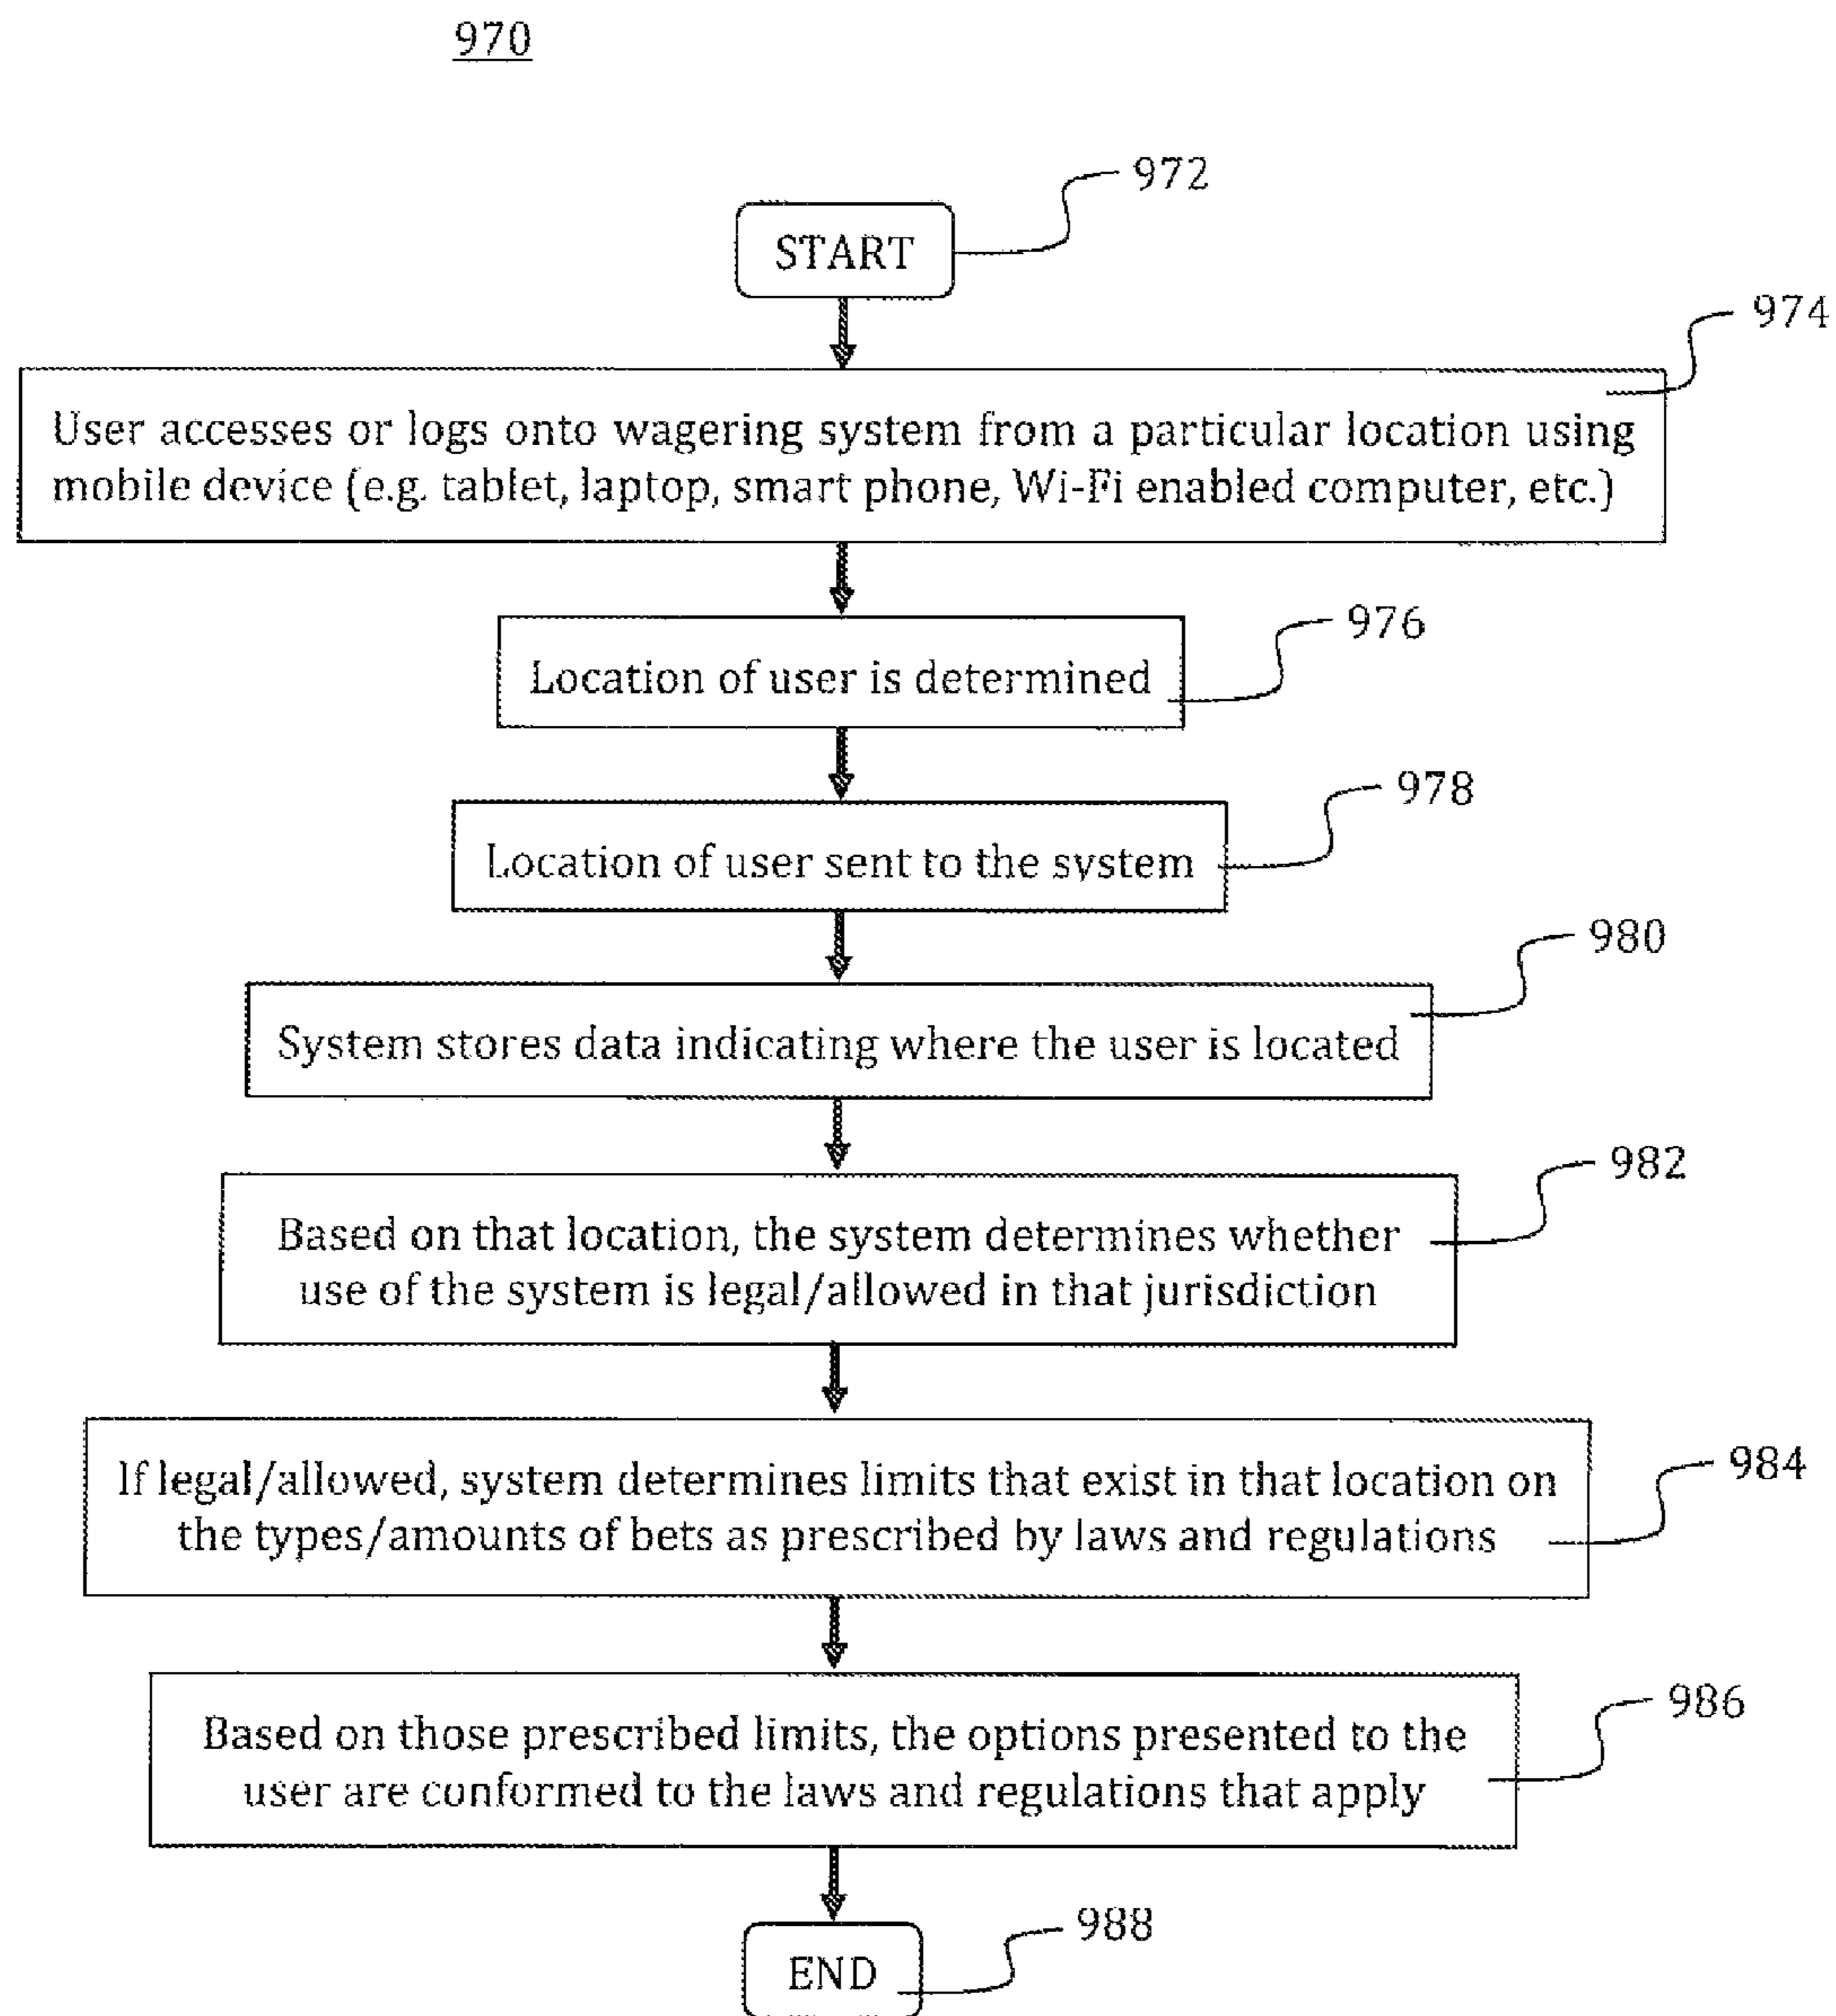 970
972
START
974
User accesses or logs onto wagering system from a particular location using
mobile device (e.g. tablet, laptop, smart phone, Wi-Fi enabled computer, etc.)
976
Location of user is determined
978
Location of user sent to the system
980
System stores data indicating where the user is located
982
Based on that location, the system determines whether
use of the system is legal/allowed in that jurisdiction
984
If legal/allowed, system determines limits that exist in that location on
the types/amounts of bets as prescribed by laws and regulations
986
Based on those prescribed limits, the options presented to the
user are conformed to the laws and regulations that apply
988
END